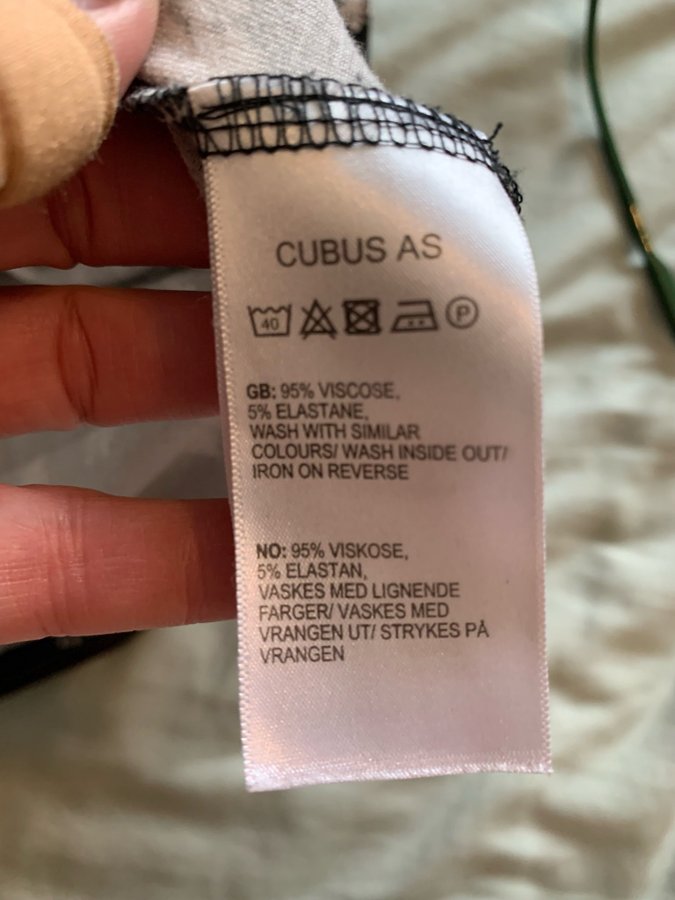 CUBUS AS
40 P
GB: 95% VISCOSE,
5% ELASTANE,
WASH WITH SIMILAR
COLOURS/ WASH INSIDE OUT/
IRON ON REVERSE
NO: 95% VISKOSE,
5% ELASTAN,
VASKES MED LIGNENDE
FARGER/ VASKES MED
VRANGEN UT/ STRYKES PÅ
VRANGEN